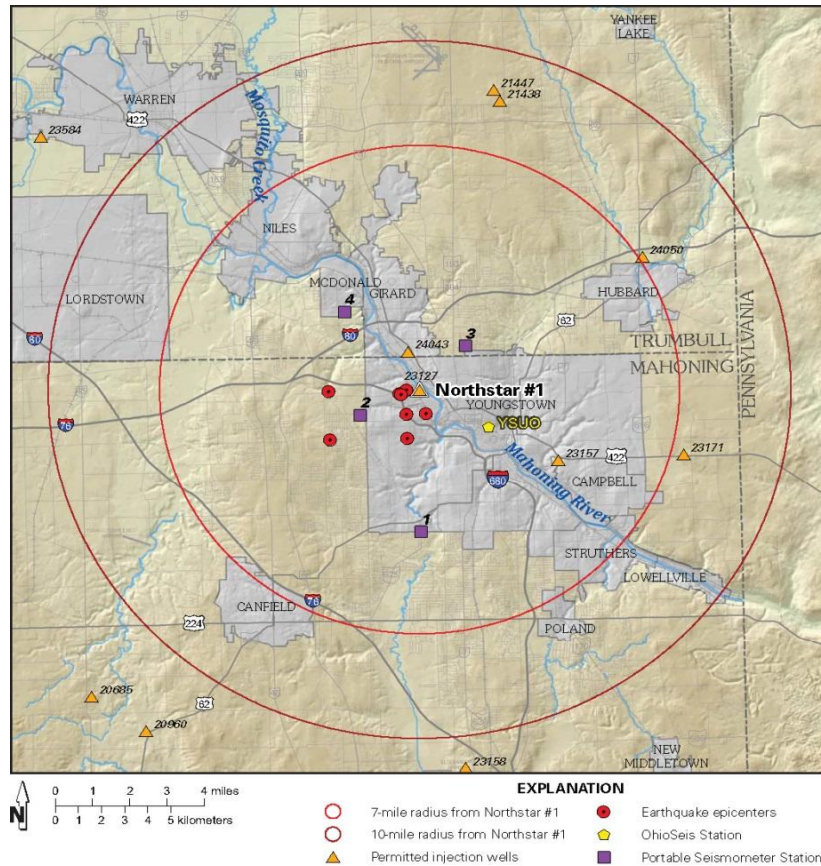 YANKEE
LAKE
21447
21438
WARREN
422
Mosquito Creek
23584
NILES
24050
LORDSTOWN
MCDONALD
GIRARD
HUBBARD
4
80
80
3
62
24043
TRUMBULL
MAHONING
PENNSYLVANIA
23127
Northstar #1
76
2
YOUNGSTOWN
YSUO
23157
422
23171
680
CAMPBELL
Mahoning River
1
STRUTHERS
LOWELLVILLE
CANFIELD
76
224
POLAND
20685
62
20960
23158
NEW
MIDDLETOWN
N
0 1 2 3 4 miles
0 1 2 3 4 5 kilometers
EXPLANATION
7-mile radius from Northstar #1
Earthquake epicenters
10-mile radius from Northstar #1
OhioSeis Station
Permitted injection wells
Portable Seismometer Station